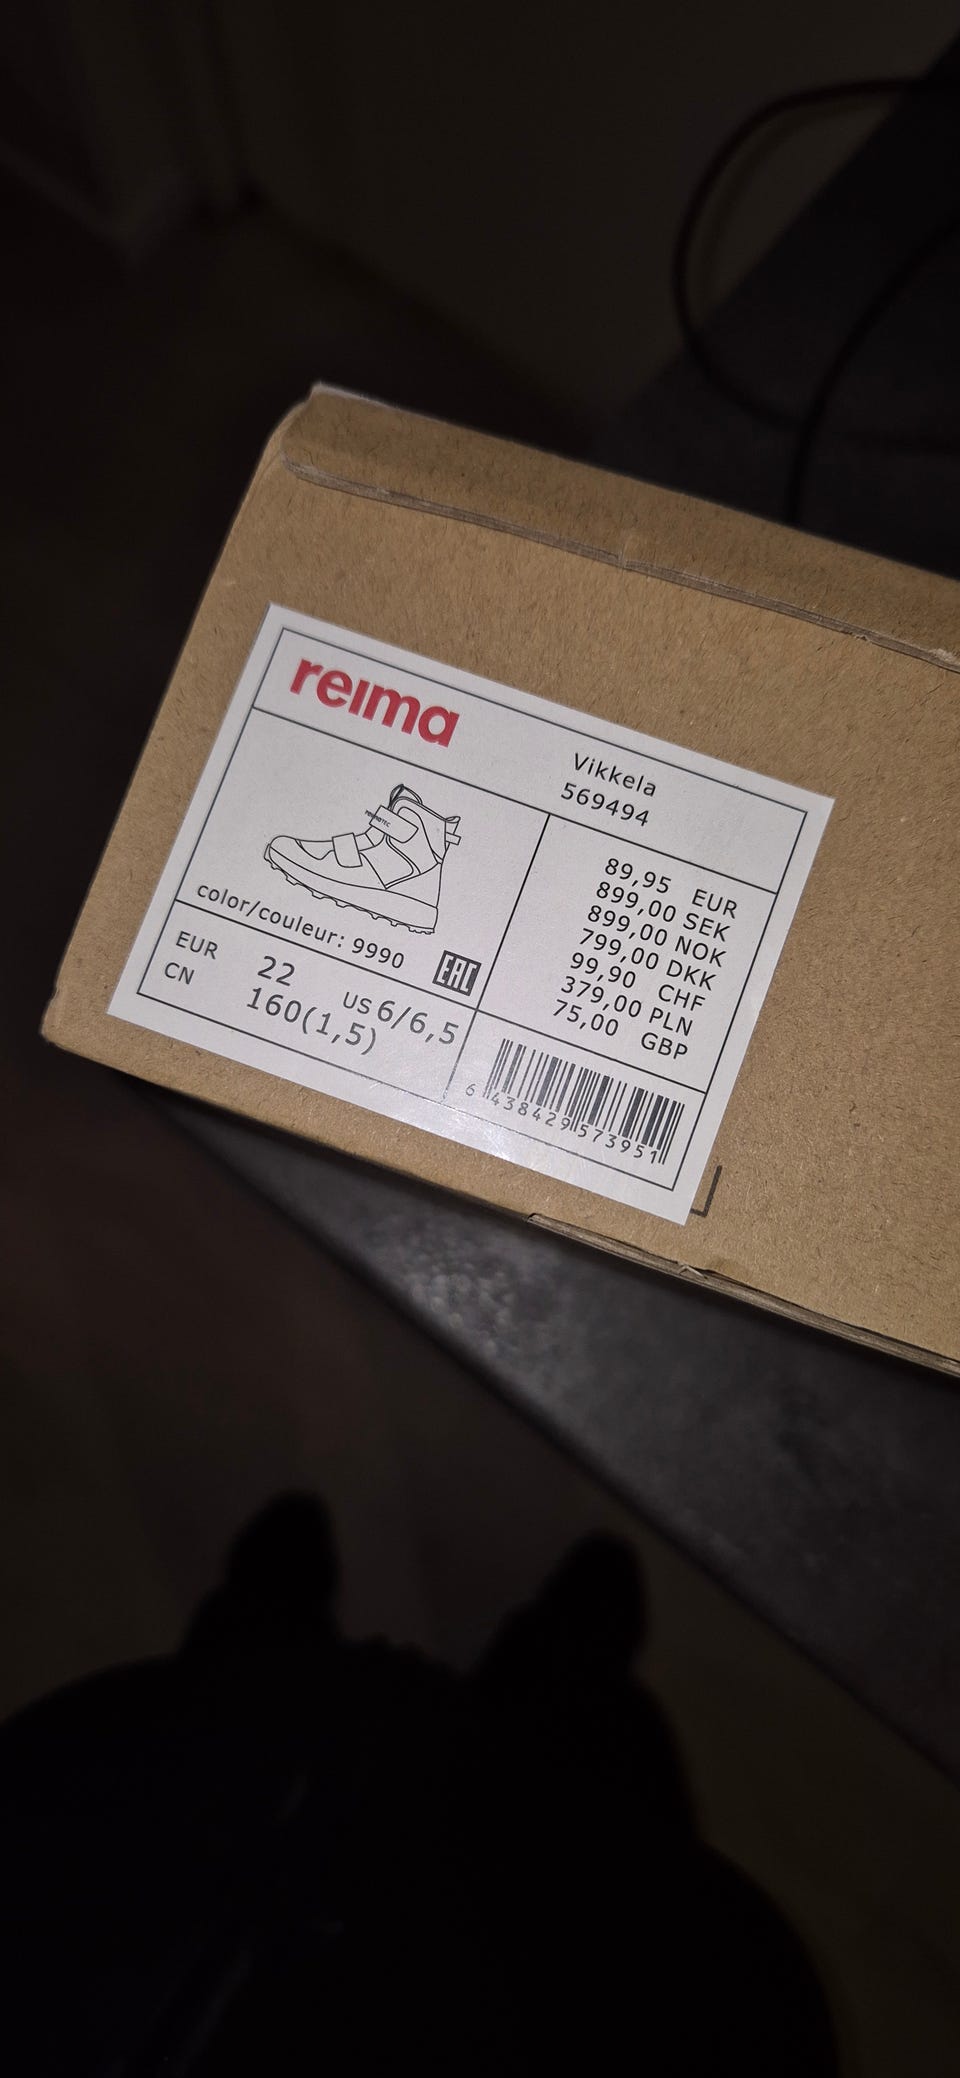 reima
Vikkela
569494
color/couleur: 9990
EAC
EUR 22 US 6/6,5
CN 160(1,5)
89,95 EUR
899,00 SEK
899,00 NOK
799,00 DKK
99,90 CHF
379,00 PLN
75,00 GBP
6 438429 573951